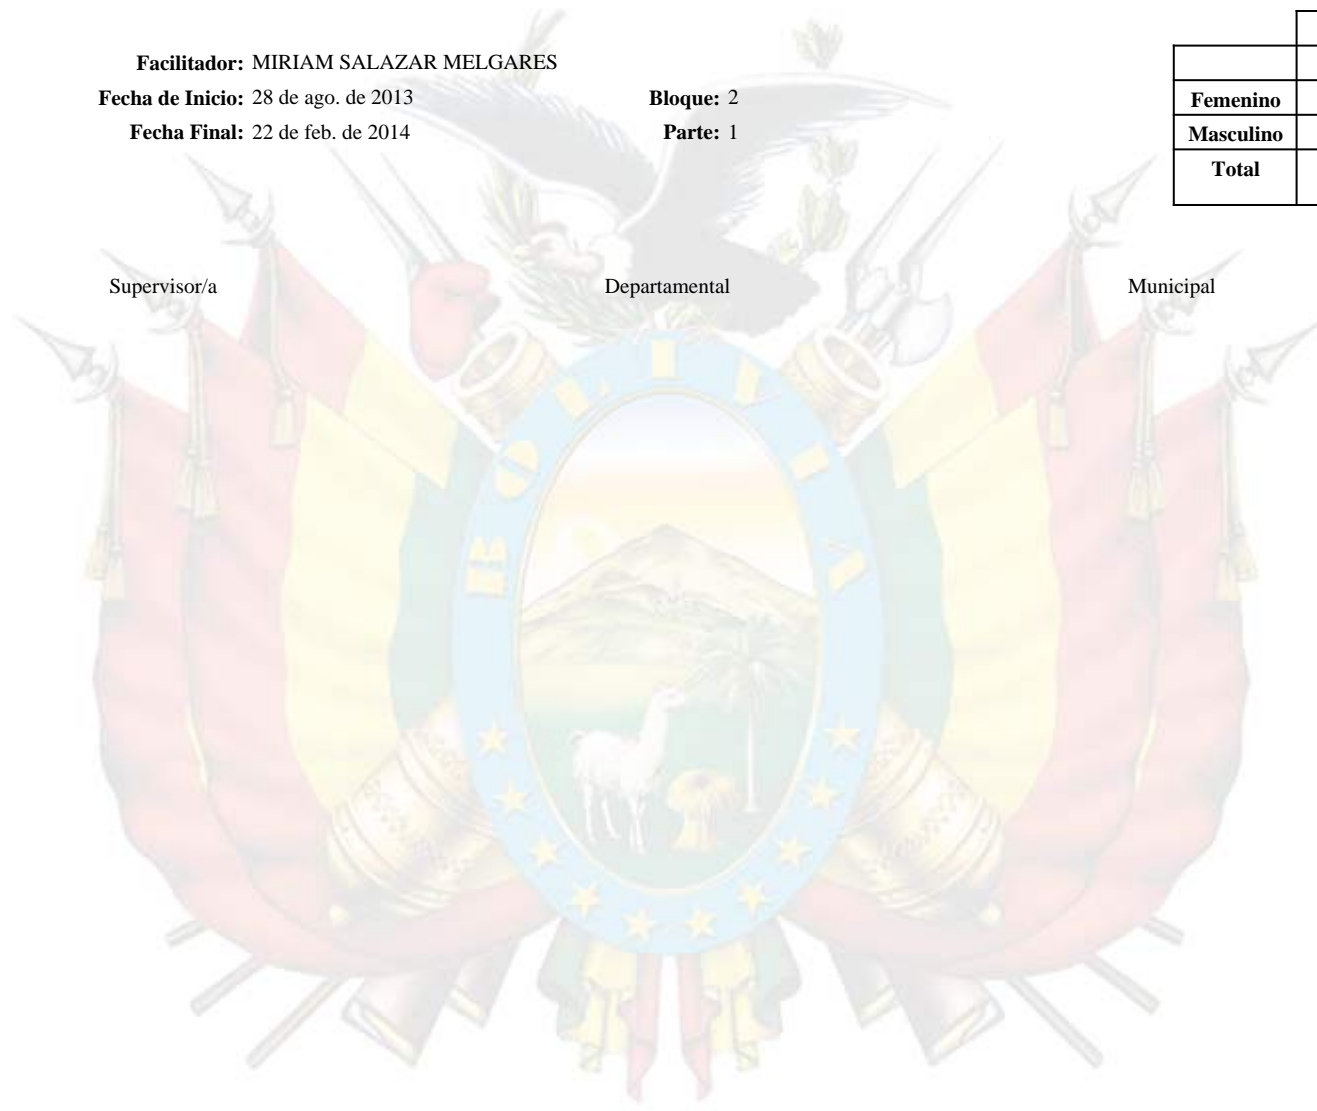 Facilitador: MIRIAM SALAZAR MELGARES
Fecha de Inicio: 28 de ago. de 2013 Bloque: 2
Fecha Final: 22 de feb. de 2014 Parte: 1
Femenino
Masculino
Total
Supervisor/a Departamental Municipal
BOLIVIA